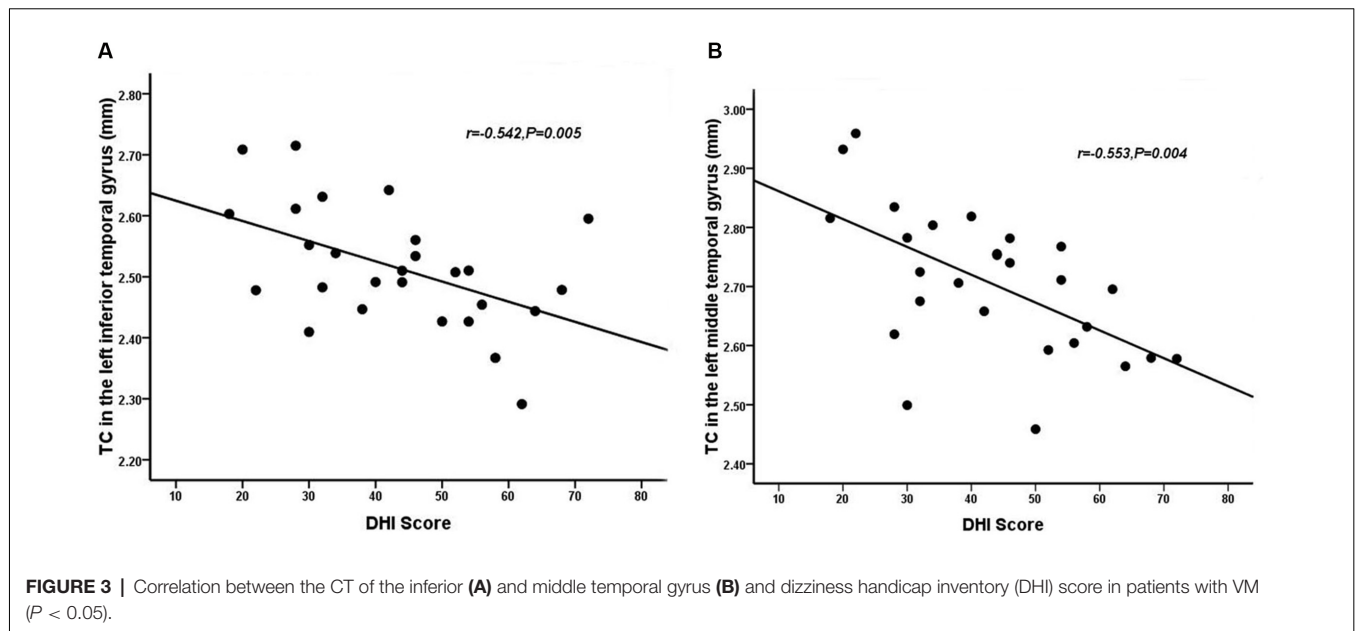 A
TC in the left inferior temporal gyrus (mm)
2.80
2.70
2.60
2.50
2.40
2.30
2.20
r=-0.542,P=0.005
10 20 30 40 50 60 70 80
DHI Score
B
TC in the left middle temporal gyrus (mm)
3.00
2.90
2.80
2.70
2.60
2.50
2.40
r=-0.553,P=0.004
10 20 30 40 50 60 70 80
DHI Score
FIGURE 3 | Correlation between the CT of the inferior (A) and middle temporal gyrus (B) and dizziness handicap inventory (DHI) score in patients with VM
(P < 0.05).